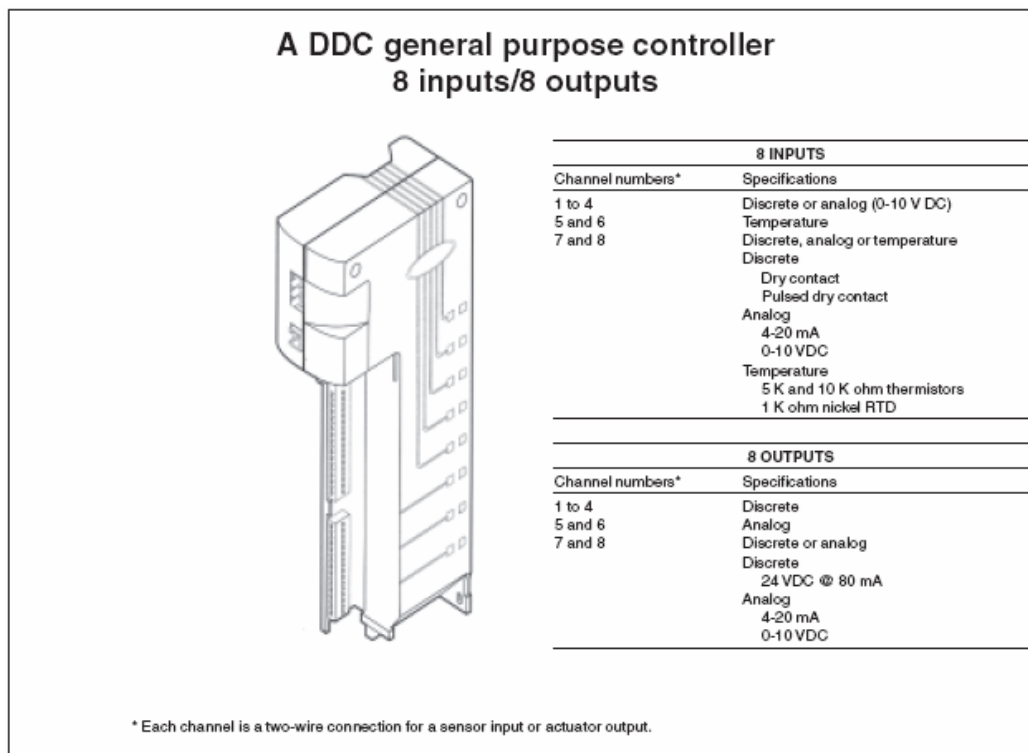 A DDC general purpose controller
8 inputs/8 outputs
8 INPUTS
Channel numbers* Specifications
1 to 4 Discrete or analog (0-10 V DC)
5 and 6 Temperature
7 and 8 Discrete, analog or temperature
Discrete
Dry contact
Pulsed dry contact
Analog
4-20 mA
0-10 VDC
Temperature
5 K and 10 K ohm thermistors
1 K ohm nickel RTD
8 OUTPUTS
Channel numbers* Specifications
1 to 4 Discrete
5 and 6 Analog
7 and 8 Discrete or analog
Discrete
24 VDC @ 80 mA
Analog
4-20 mA
0-10 VDC
* Each channel is a two-wire connection for a sensor input or actuator output.